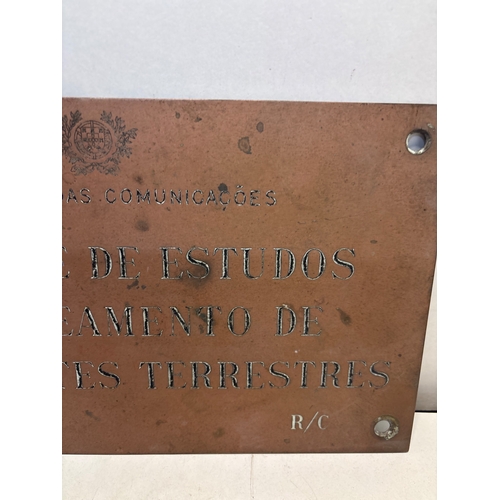 DAS COMUNICAÇÕES
E DE ESTUDOS
EAMENTO DE
TES TERRESTRES
R/C